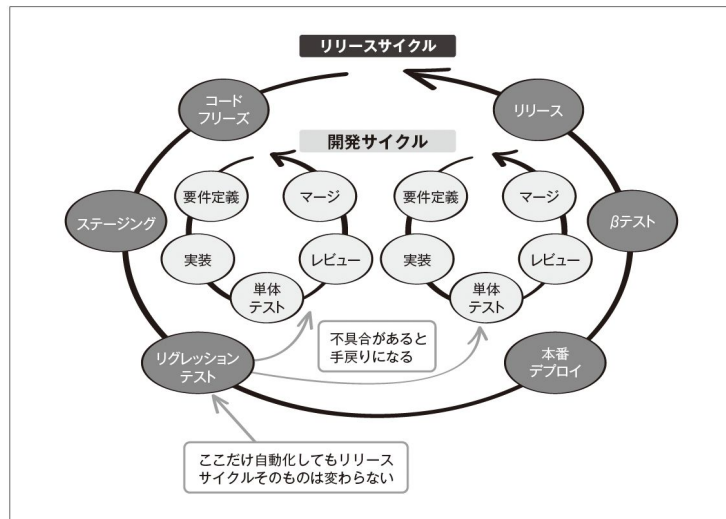 リリースサイクル
コード
フリーズ
リリース
開発サイクル
要件定義
マージ
要件定義
マージ
ステージング
βテスト
実装
レビュー
実装
レビュー
単体
テスト
単体
テスト
不具合があると
手戻りになる
リグレッション
テスト
本番
デプロイ
ここだけ自動化してもリリース
サイクルそのものは変わらない